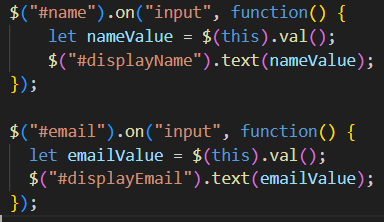 $("#name").on("input", function() {
    let nameValue = $(this).val();
    $("#displayName").text(nameValue);
});

$("#email").on("input", function() {
  let emailValue = $(this).val();
  $("#displayEmail").text(emailValue);
});